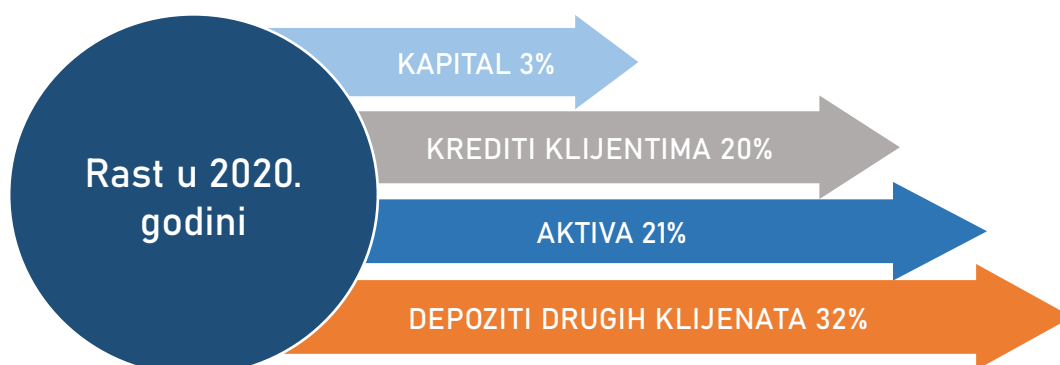 Rast u 2020.
godini
KAPITAL 3%
KREDITI KLIJENTIMA 20%
AKTIVA 21%
DEPOZITI DRUGIH KLIJENATA 32%